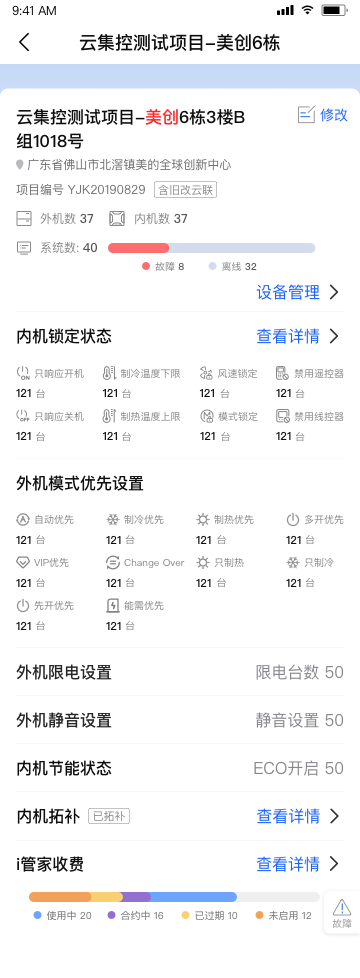 9:41 AM
云集控测试项目-美创6栋
云集控测试项目-美创6栋3楼B
组1018号
修改
广东省佛山市北滘镇美的全球创新中心
项目编号 YJK20190829 含旧改云联
外机数 37 内机数 37
系统数: 40
故障 8 离线 32
设备管理
内机锁定状态 查看详情
只响应开机 制冷温度下限 风速锁定 禁用遥控器
121 台 121 台 121 台 121 台
只响应关机 制热温度上限 模式锁定 禁用线控器
121 台 121 台 121 台 121 台
外机模式优先设置
自动优先 制冷优先 制热优先 多开优先
121 台 121 台 121 台 121 台
VIP优先 Change Over 只制热 只制冷
121 台 121 台 121 台 121 台
先开优先 能需优先
121 台 121 台
外机限电设置 限电台数 50
外机静音设置 静音设置 50
内机节能状态 ECO开启 50
内机拓补 已拓补 查看详情
i管家收费 查看详情
使用中 20 合约中 16 已过期 10 未启用 12
故障